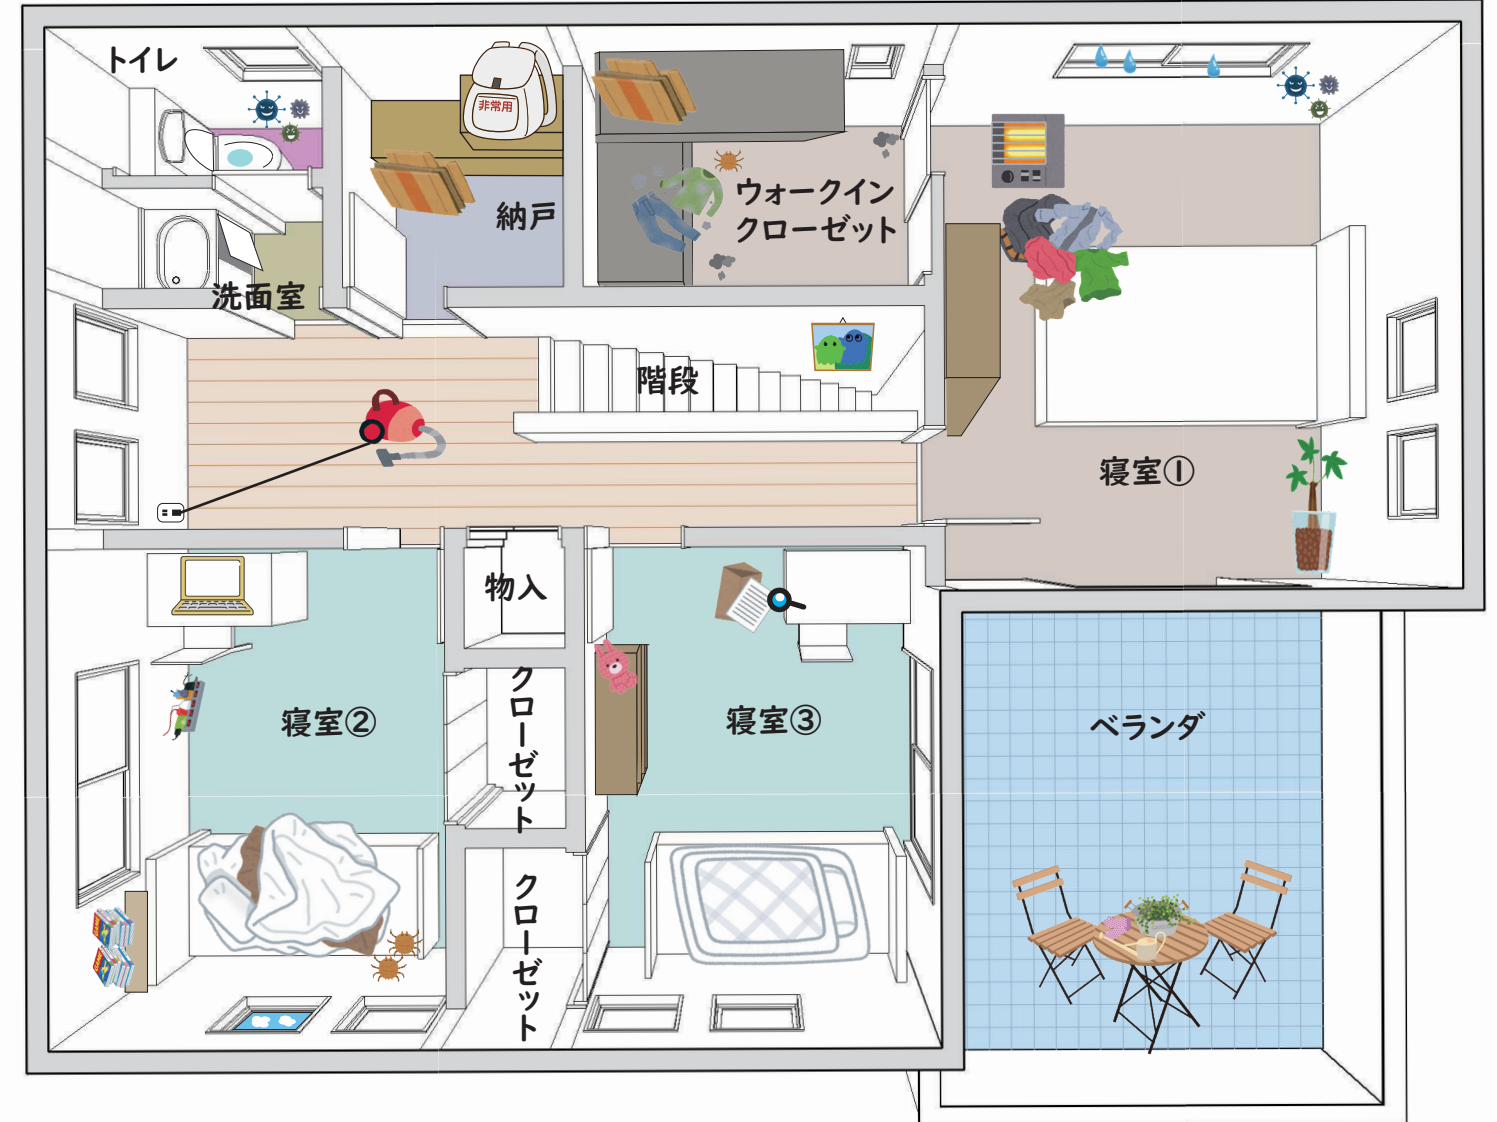 トイレ
非常用
納戸
ウォークイン
クローゼット
洗面室
階段
寝室①
物入
クローゼット
寝室②
寝室③
ベランダ
クローゼット